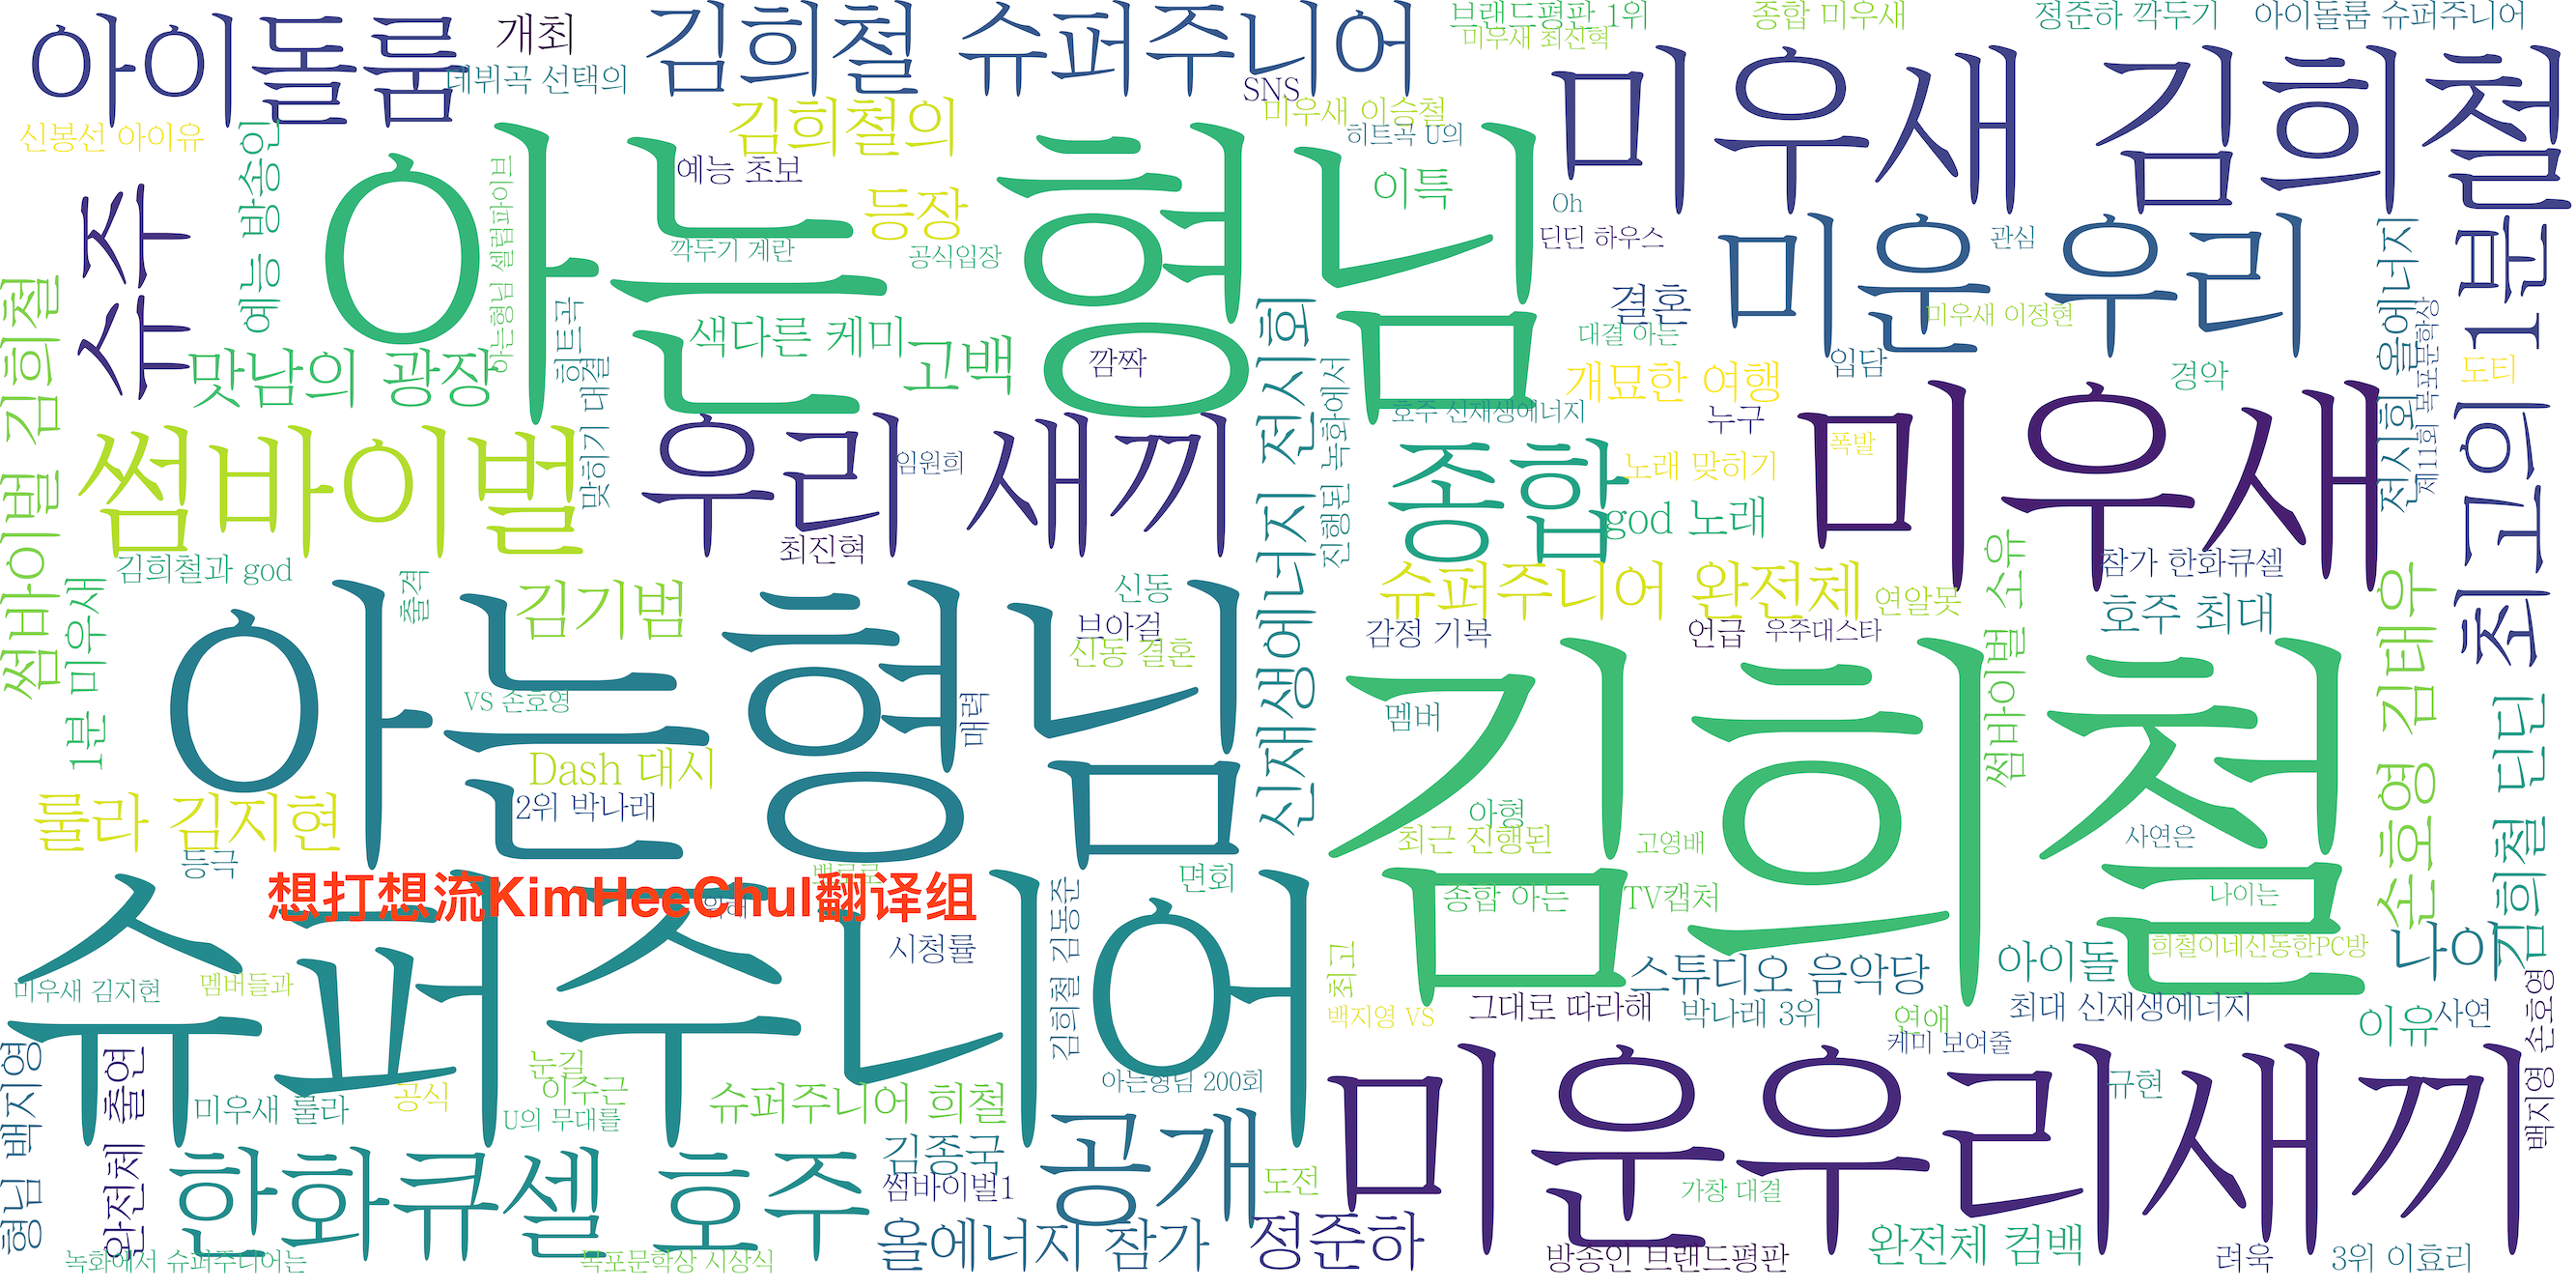 아이돌룸
개최
데뷔곡 선택의
김희철 슈퍼주니어
SNS
브랜드평판 1위
미우새 최진혁
종합 미우새
정준하 깍두기
아이돌룸 슈퍼주니어
신봉선 아이유
예능 방송인
김희철의
예능 초보
미우새 이승철
히트곡 U의
미우새 김희철
슈주
아는 형님
아는형님 셀럽파이브
등장
이특
Oh
딘딘 하우스
깍두기 계란
공식입장
미운 우리
관심
전시회 올에너지
최고의 1분
썸바이벌 김희철
맛남의 광장
히트곡
색다른 케미
고백
깜짝
결혼
대결 아는
미우새 이정현
입담
경악
도티
제11회 목포문학상
개묘한 여행
호주 신재생에너지
누구
썸바이벌
맞히기 대결
우리 새끼
임원희
최진혁
신재생에너지 전시회
진행된 녹화에서
종합
노래 맞히기
god 노래
폭발
미우새
김희철과 god
참가 한화큐셀
1분 미우새
출격
김기범
신동
브아걸
신동 결혼
슈퍼주니어 완전체
연알못
감정 기복
언급
우주대스타
썸바이벌 소유
호주 최대
손호영 김태우
김희철 딘딘
아는형님
VS 손호영
매력
Dash 대시
2위 박나래
룰라 김지현
등극
김희철
멤버
아형
최근 진행된
고영배
사연은
종합 아는
TV캡처
나이는
면회
想打想流KimHeeChul翻译组
슈퍼주니어
시청률
김희철 김동준
최고
스튜디오 음악당
아이돌
희철이네신동한PC방
나이
미우새 김지현
멤버들과
백지영 VS
그대로 따라해
박나래 3위
연애
최대 신재생에너지
이유
사연
케미 보여줄
백지영 손호영
형님 백지영
완전체 출연
눈길
이수근
미우새 룰라
공식
U의 무대를
슈퍼주니어 희철
아는형님 200회
미운우리새끼
규현
한화큐셀 호주
김종국
썸바이벌1
공개
도전
가창 대결
올에너지 참가
정준하
녹화에서 슈퍼주니어는
목포문학상 시상식
방송인 브랜드평판
완전체 컴백
려욱
3위 이효리